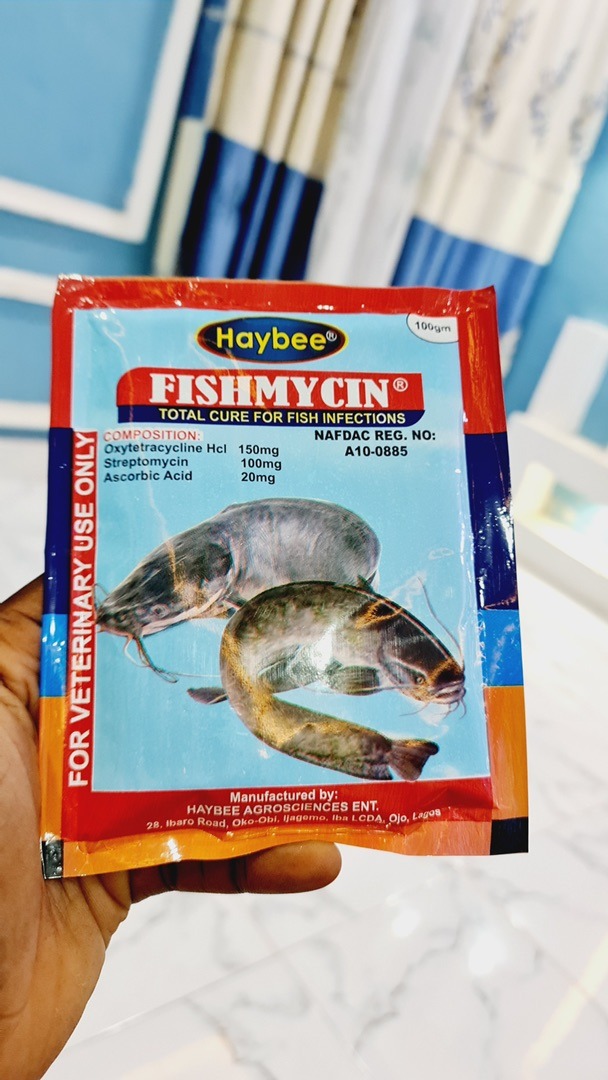 Haybee®
100gm
FISHMYCIN®
TOTAL CURE FOR FISH INFECTIONS
COMPOSITION:
Oxytetracycline Hcl 150mg
Streptomycin 100mg
Ascorbic Acid 20mg
NAFDAC REG. NO:
A10-0885
FOR VETERINARY USE ONLY
Manufactured by:
HAYBEE AGROSCIENCES ENT.
28, Ibaro Road, Oko-Obi, Ijagemo, Iba LCDA, Ojo, Lagos